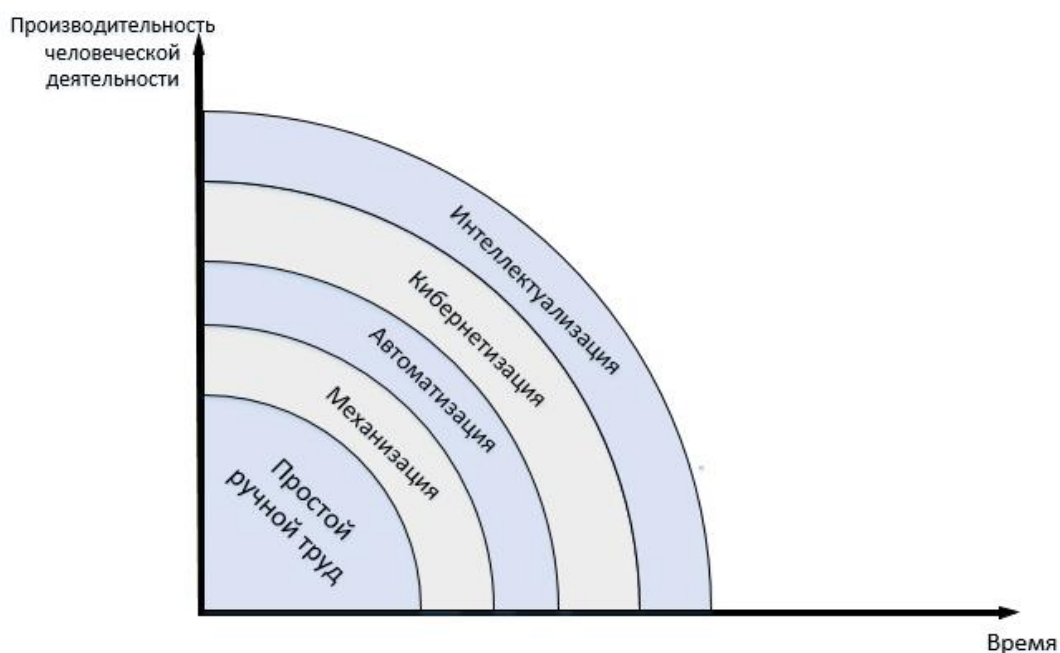 Производительность
человеческой
деятельности
Интеллектуализация
Кибернетизация
Автоматизация
Механизация
Простой
ручной труд
Время